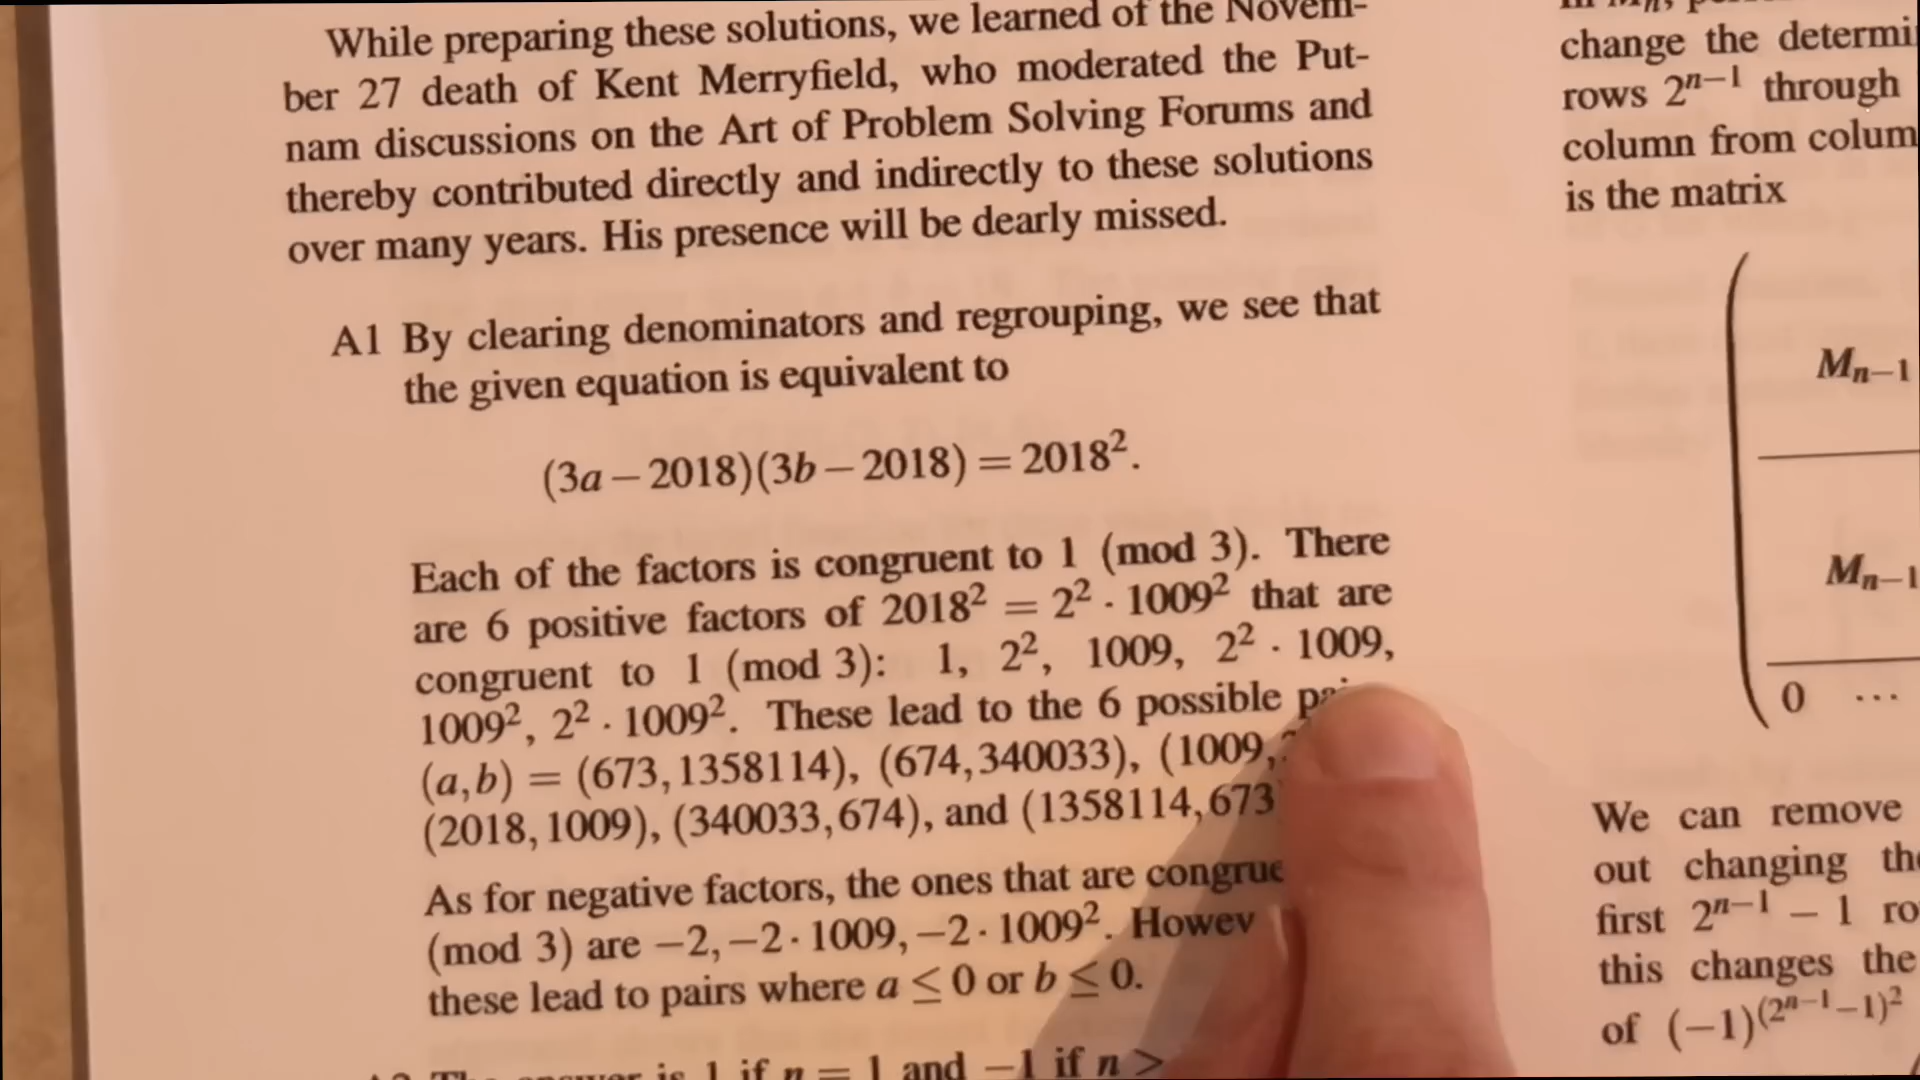 While preparing these solutions, we learned of the Novem-
ber 27 death of Kent Merryfield, who moderated the Put-
nam discussions on the Art of Problem Solving Forums and
thereby contributed directly and indirectly to these solutions
over many years. His presence will be dearly missed.
A1 By clearing denominators and regrouping, we see that
the given equation is equivalent to
(3a − 2018)(3b − 2018) = 2018².
Each of the factors is congruent to 1 (mod 3). There
are 6 positive factors of 2018² = 2² · 1009² that are
congruent to 1 (mod 3): 1, 2², 1009, 2² · 1009,
1009², 2² · 1009². These lead to the 6 possible
(a,b) = (673,1358114), (674,340033), (1009,
(2018,1009), (340033,674), and (1358114,673
As for negative factors, the ones that are congrue
(mod 3) are −2, −2 · 1009, −2 · 1009². Howev
these lead to pairs where a ≤ 0 or b ≤ 0.
is 1 if n = 1 and −1 if n >
change the determi
rows 2ⁿ⁻¹ through
column from colum
is the matrix
Mₙ₋₁
Mₙ₋₁
0 ...
We can remove
out changing the
first 2ⁿ⁻¹ − 1 ro
this changes the
of (−1)^(2ⁿ⁻¹−1)²